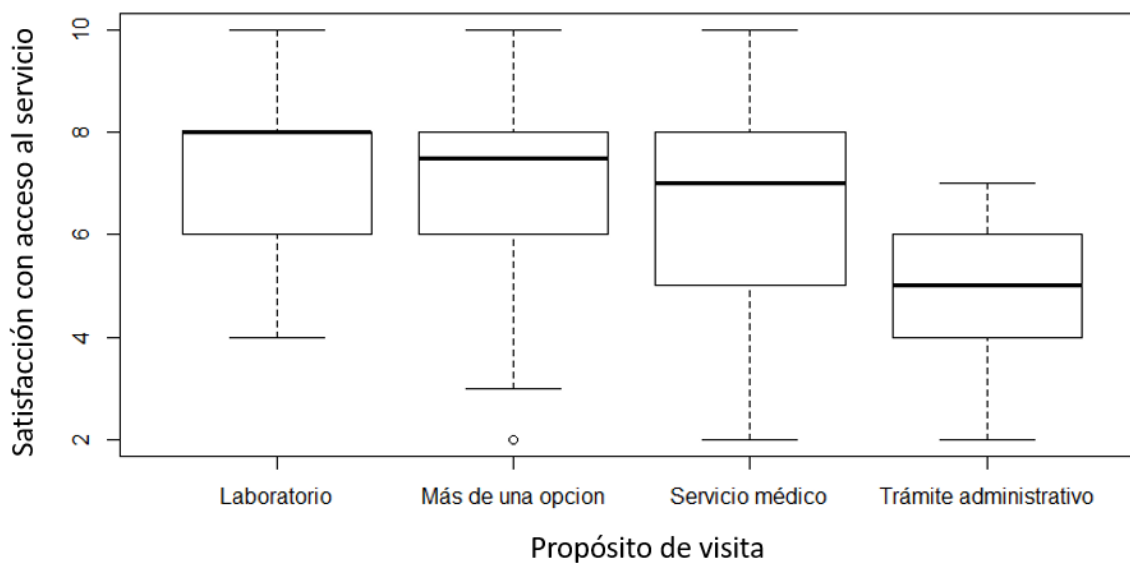 Satisfacción con acceso al servicio
10
8
6
4
2
Laboratorio
Más de una opcion
Servicio médico
Trámite administrativo
Propósito de visita